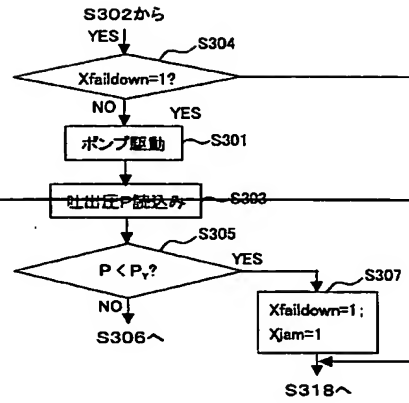 S302から
YES
S304
Xfaildown=1?
NO
YES
ポンプ駆動
S301
吐出圧P読込み
S303
S305
P<PY?
YES
NO
S307
Xfaildown=1;
Xjam=1
S306へ
S318へ